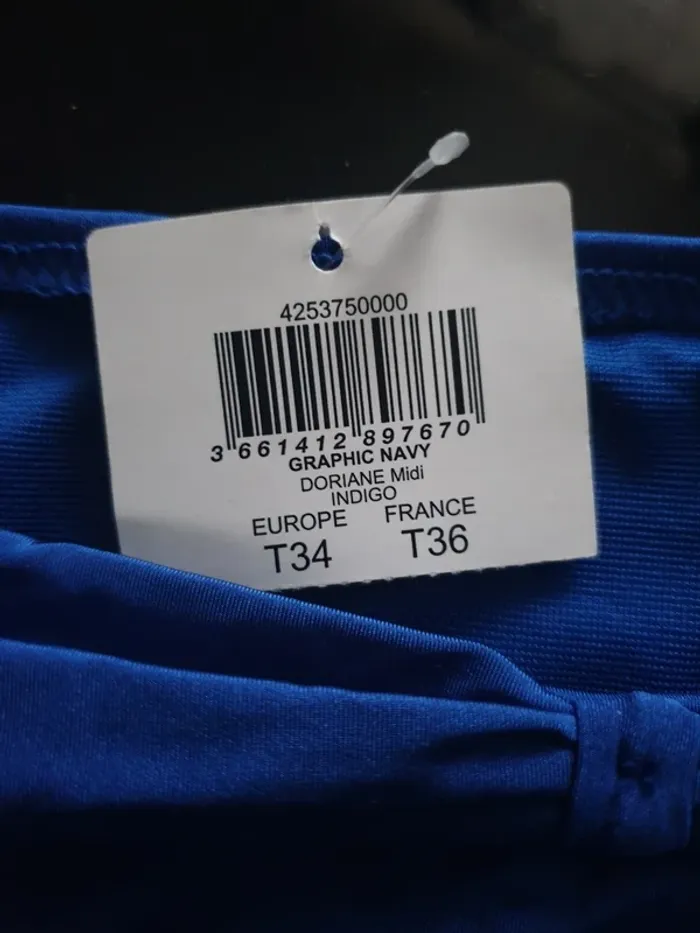 4253750000
3 661412 897670
GRAPHIC NAVY
DORIANE Midi
INDIGO
EUROPE FRANCE
T34 T36